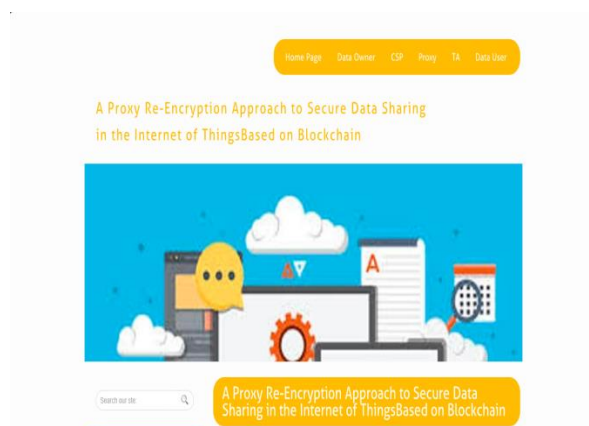 Home Page Data Owner CSP Proxy TA Data User
A Proxy Re-Encryption Approach to Secure Data Sharing
in the Internet of ThingsBased on Blockchain
A
Search our site
A Proxy Re-Encryption Approach to Secure Data
Sharing in the Internet of ThingsBased on Blockchain